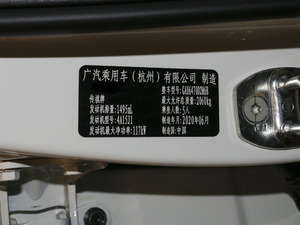 广汽乘用车（杭州）有限公司 制造
整车型号:GAH6470D2M6B
传祺牌 最大允许总质量:2060kg
发动机排量:1495mL 乘坐人数:5人
发动机型号:4A15J1 制造年月:2020年06月
发动机最大净功率:117kW 制造国:中国